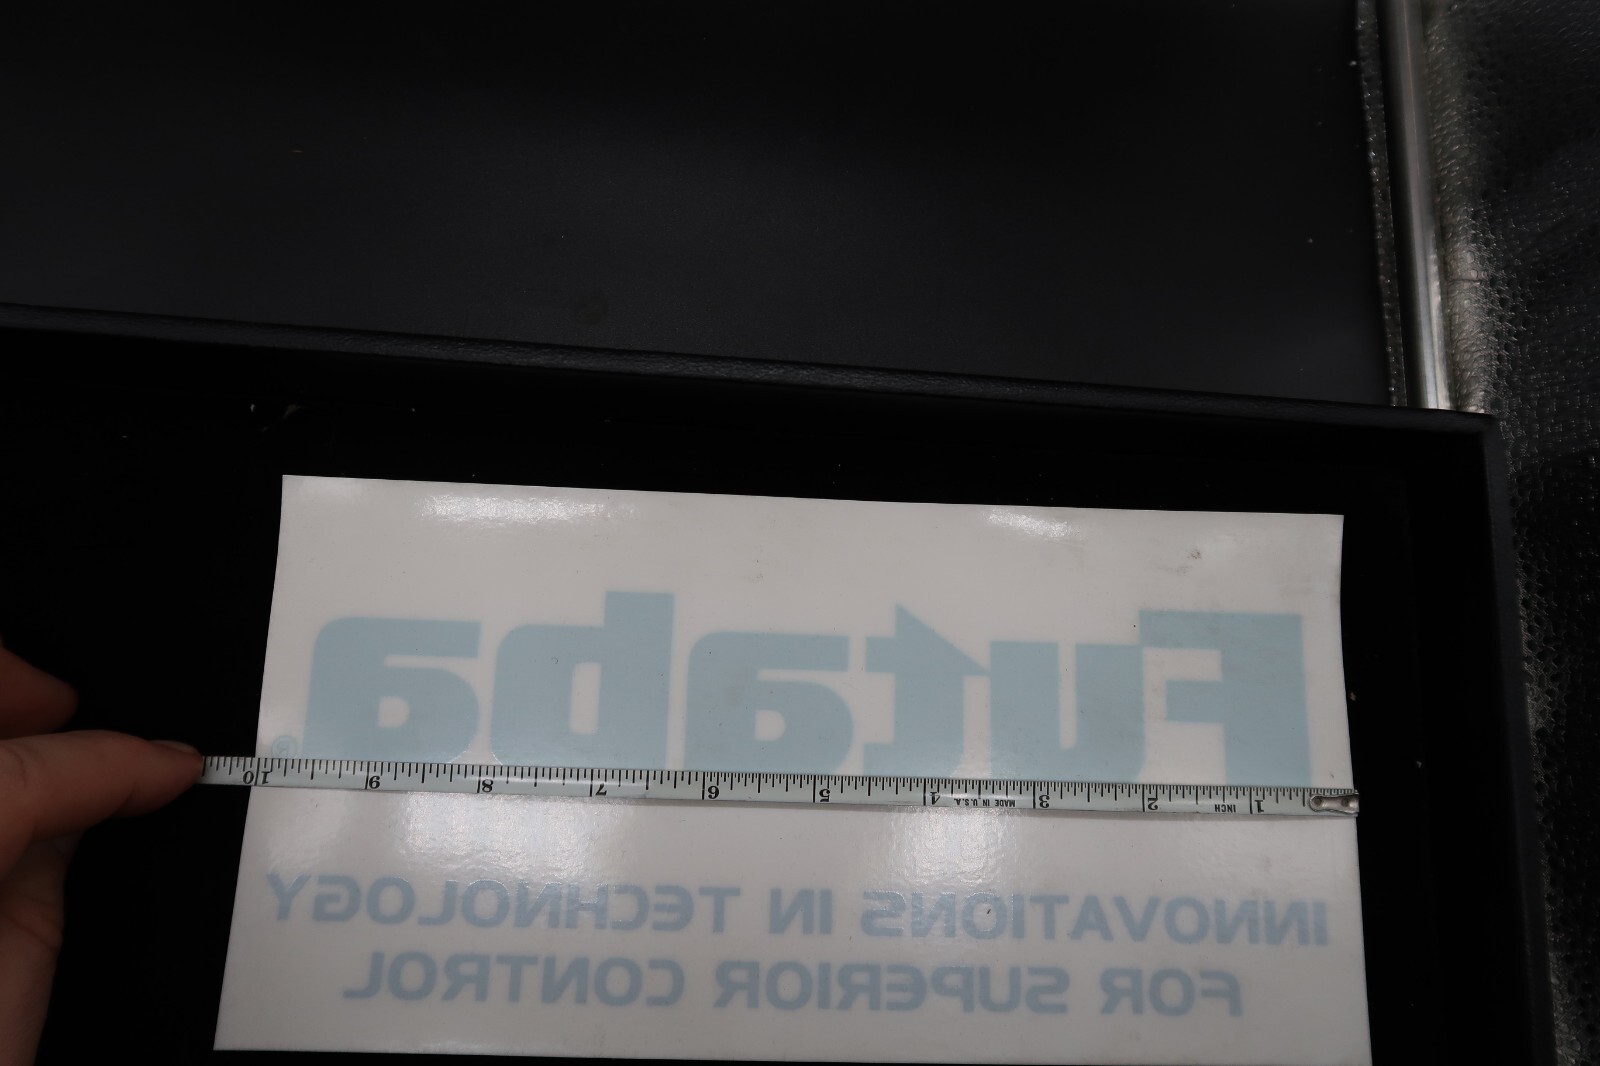 Futaba®
10 9 8 7 6 5 4 MADE IN U.S.A. 3 2 INCH 1
INNOVATIONS IN TECHNOLOGY
FOR SUPERIOR CONTROL